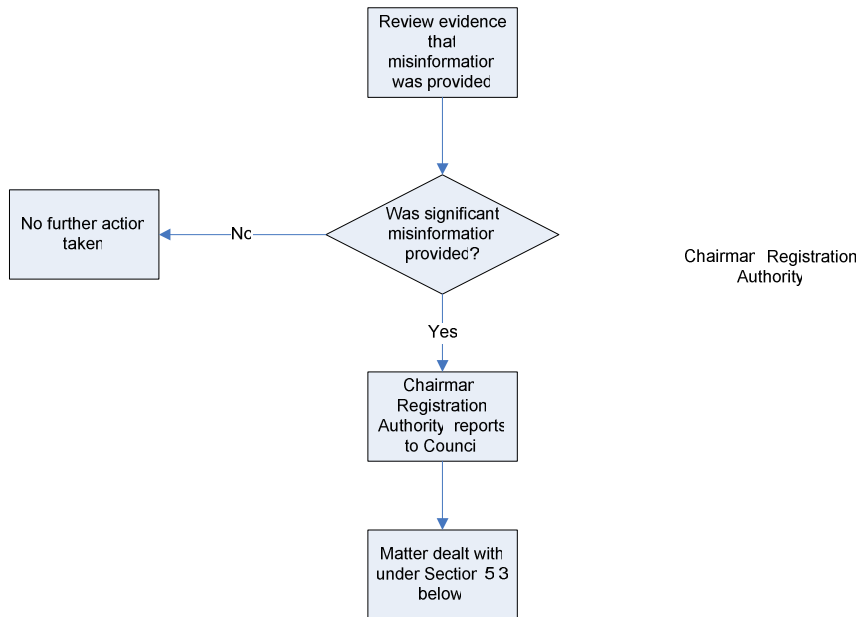 Review evidence
that
misinformation
was provided
Was significant
misinformation
provided?
No
No further action
taken
Chairman Registration
Authority
Yes
Chairman
Registration
Authority reports
to Counci
Matter dealt with
under Section 5 3
below